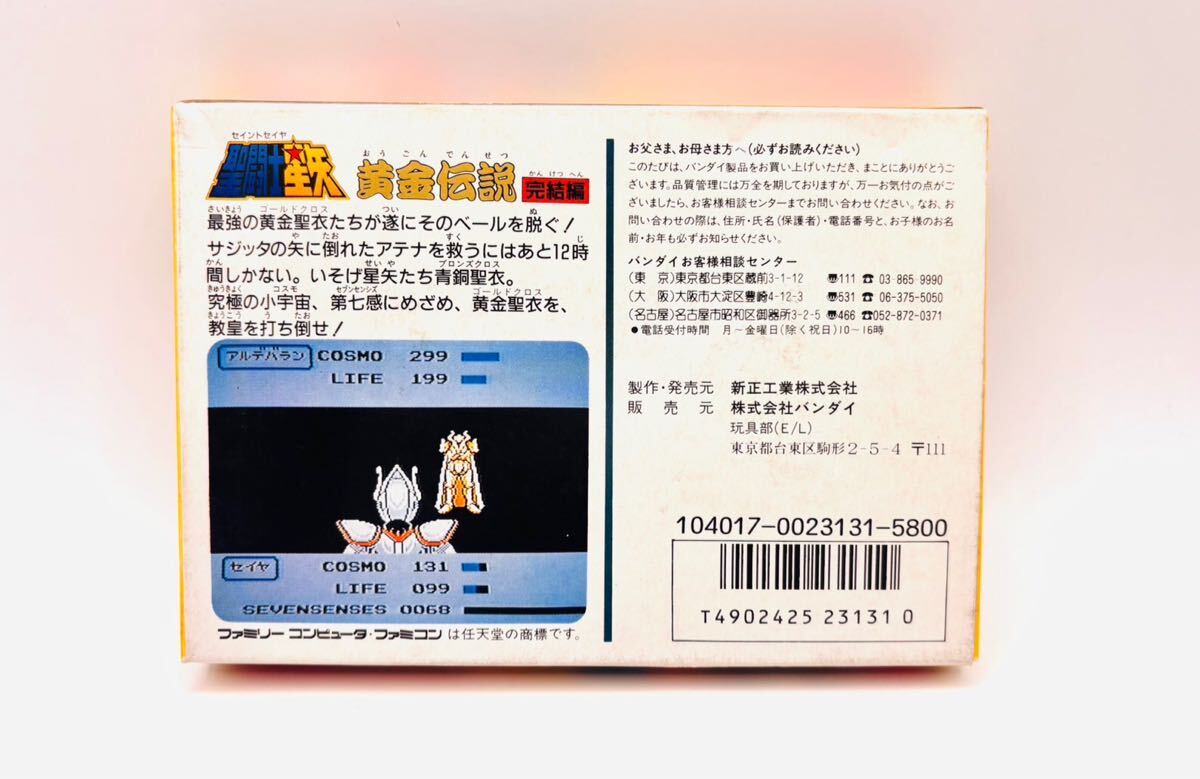 セイントセイヤ
聖闘士星矢
おうごんでんせつ
黄金伝説
かんけつへん
完結編
さいきょう ゴールドクロス つい ぬ
最強の黄金聖衣たちが遂にそのベールを脱ぐ!
や たお すく じ
サジッタの矢に倒れたアテナを救うにはあと12時
かん せいや ブロンズクロス
間しかない。いそげ星矢たち青銅聖衣。
きゅうきょく コスモ セブンセンシズ ゴールドクロス
究極の小宇宙、第七感にめざめ、黄金聖衣を、
きょうこう う たお
教皇を打ち倒せ!
アルデバラン COSMO 299
LIFE 199
セイヤ COSMO 131
LIFE 099
SEVENSENSES 0068
ファミリーコンピュータ・ファミコンは任天堂の商標です。
お父さま、お母さま方へ(必ずお読みください)
このたびは、バンダイ製品をお買い上げいただき、まことにありがとうご
ざいます。品質管理には万全を期しておりますが、万一お気付の点がご
ざいましたら、お客様相談センターまでお問い合わせください。なお、お
問い合わせの際は、住所・氏名(保護者)・電話番号と、お子様のお名
前・お年も必ずお知らせください。
バンダイお客様相談センター
(東 京)東京都台東区蔵前3-1-12 〠111 ☎03-865-9990
(大 阪)大阪市大淀区豊崎4-12-3 〠531 ☎06-375-5050
(名古屋)名古屋市昭和区御器所3-2-5 〠466 ☎052-872-0371
●電話受付時間 月~金曜日(除く祝日)10~16時
製作・発売元 新正工業株式会社
販売元 株式会社バンダイ
玩具部(E/L)
東京都台東区駒形2-5-4 〒111
104017-0023131-5800
T4902425 23131 0